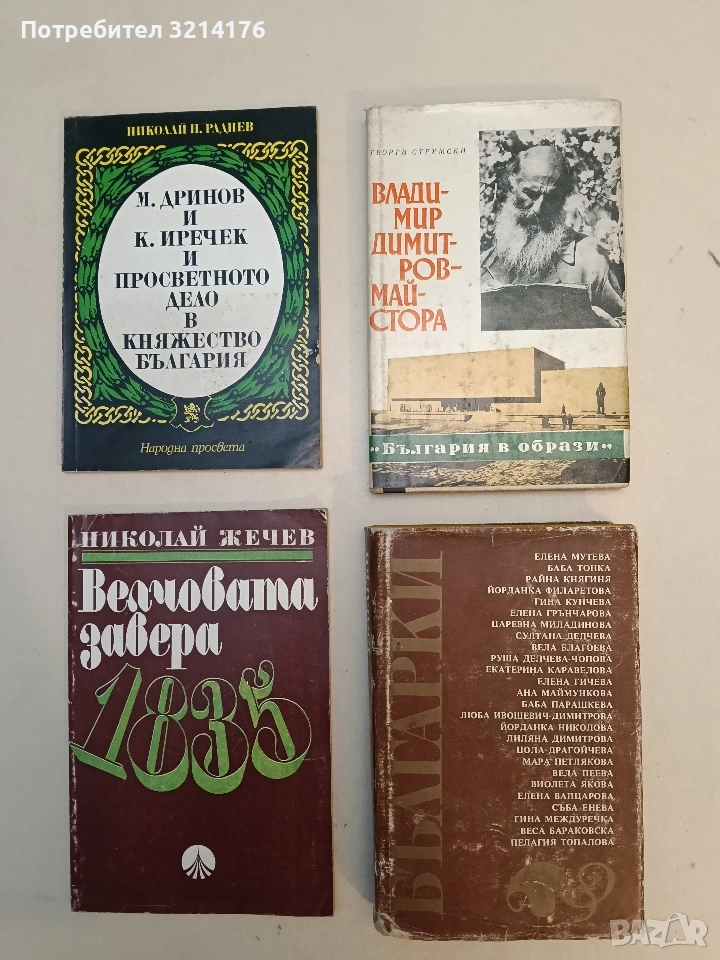 Потребител 3214176
НИКОЛАЙ П. РАДНЕВ
М. ДРИНОВ
И
К. ИРЕЧЕК
И
ПРОСВЕТНОТО
ДЕЛО
В
КНЯЖЕСТВО
БЪЛГАРИЯ
Народна просвета
ГЕОРГИ СТРУМСКИ
ВЛАДИ-
МИР
ДИМИТ-
РОВ-
МАЙ-
СТОРА
„България в образи“
НИКОЛАЙ ЖЕЧЕВ
Велчовата
завера
1835
БЪЛГАРКИ
ЕЛЕНА МУТЕВА
БАБА ТОНКА
РАЙНА КНЯГИНЯ
ЙОРДАНКА ФИЛАРЕТОВА
ГИНА КУНЧЕВА
ЕЛЕНА ГРЪНЧАРОВА
ЦАРЕВНА МИЛАДИНОВА
СУЛТАНА ДЕЛЧЕВА
ВЕЛА БЛАГОЕВА
РУША ДЕЛЧЕВА-ЧОПОВА
ЕКАТЕРИНА КАРАВЕЛОВА
ЕЛЕНА ГИЧЕВА
АНА МАЙМУНКОВА
БАБА ПАРАШКЕВА
ЛЮБА ИВОШЕВИЧ-ДИМИТРОВА
ЙОРДАНКА НИКОЛОВА
ЛИЛЯНА ДИМИТРОВА
ЦОЛА ДРАГОЙЧЕВА
МАРА ПЕТЛЯКОВА
ВЕЛА ПЕЕВА
ВИОЛЕТА ЯКОВА
ЕЛЕНА ВАПЦАРОВА
СЪБА ЕНЕВА
ГИНА МЕЖДУРЕЧКА
ВЕСА БАРАКОВСКА
ПЕЛАГИЯ ТОПАЛОВА
BAZAR